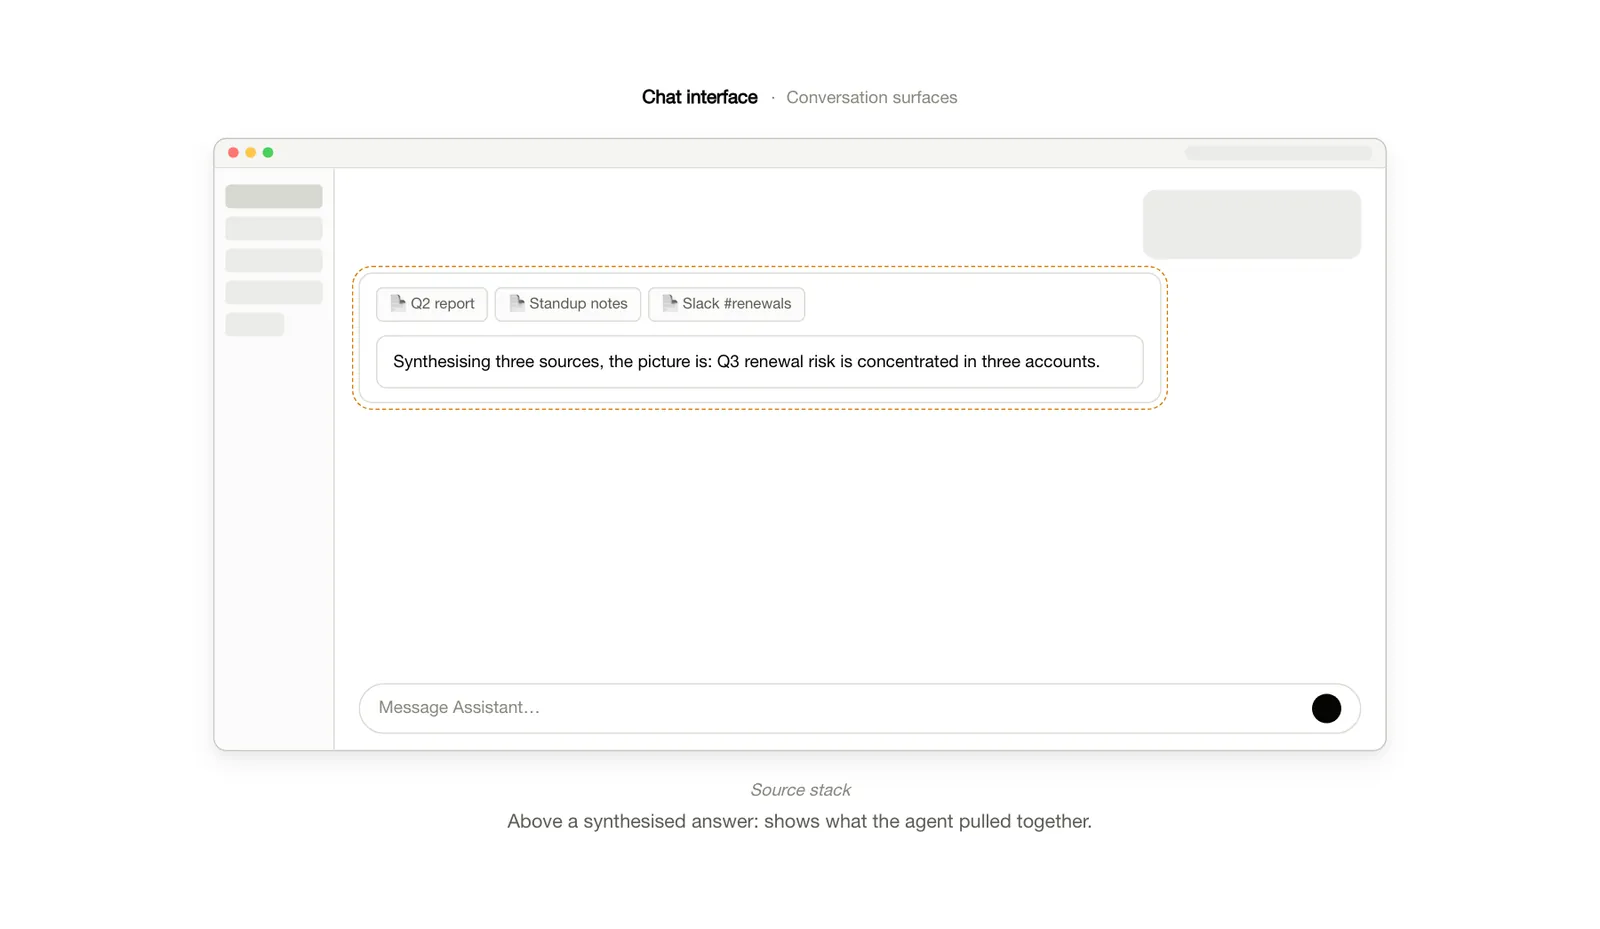 Chat interface · Conversation surfaces
Q2 report Standup notes Slack #renewals
Synthesising three sources, the picture is: Q3 renewal risk is concentrated in three accounts.
Message Assistant…
Source stack
Above a synthesised answer: shows what the agent pulled together.